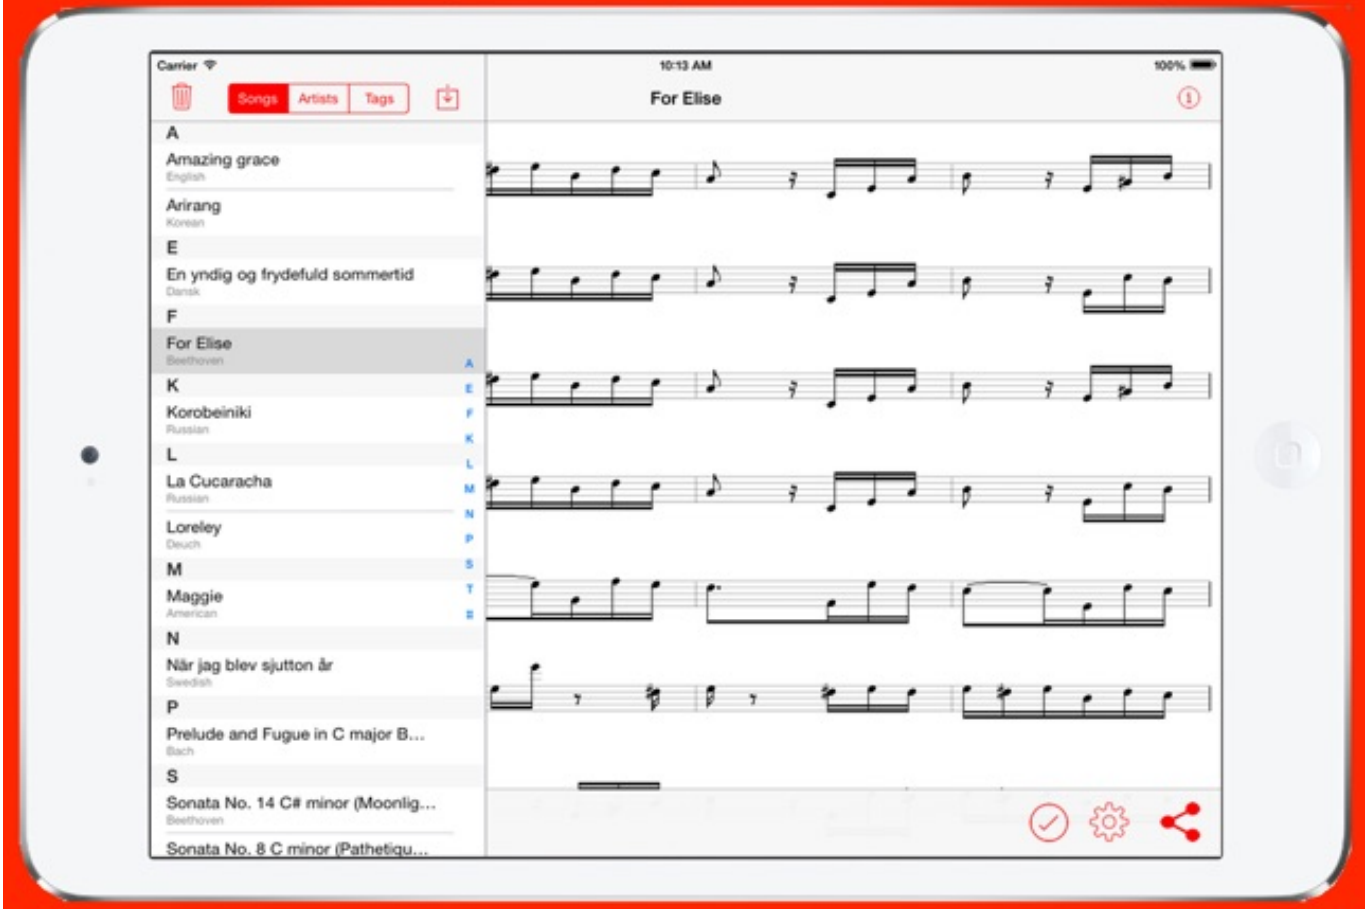 Carrier
10:13 AM
100%
Songs
Artists
Tags
For Elise
A
Amazing grace
English
Arirang
Korean
E
En yndig og frydefuld sommertid
Dansk
F
For Elise
Beethoven
K
Korobeiniki
Russian
L
La Cucaracha
Russian
Loreley
Deuch
M
Maggie
American
N
När jag blev sjutton år
Swedish
P
Prelude and Fugue in C major B...
Bach
S
Sonata No. 14 C# minor (Moonlig...
Beethoven
Sonata No. 8 C minor (Pathetiqu...
A
E
F
K
L
M
N
P
S
T